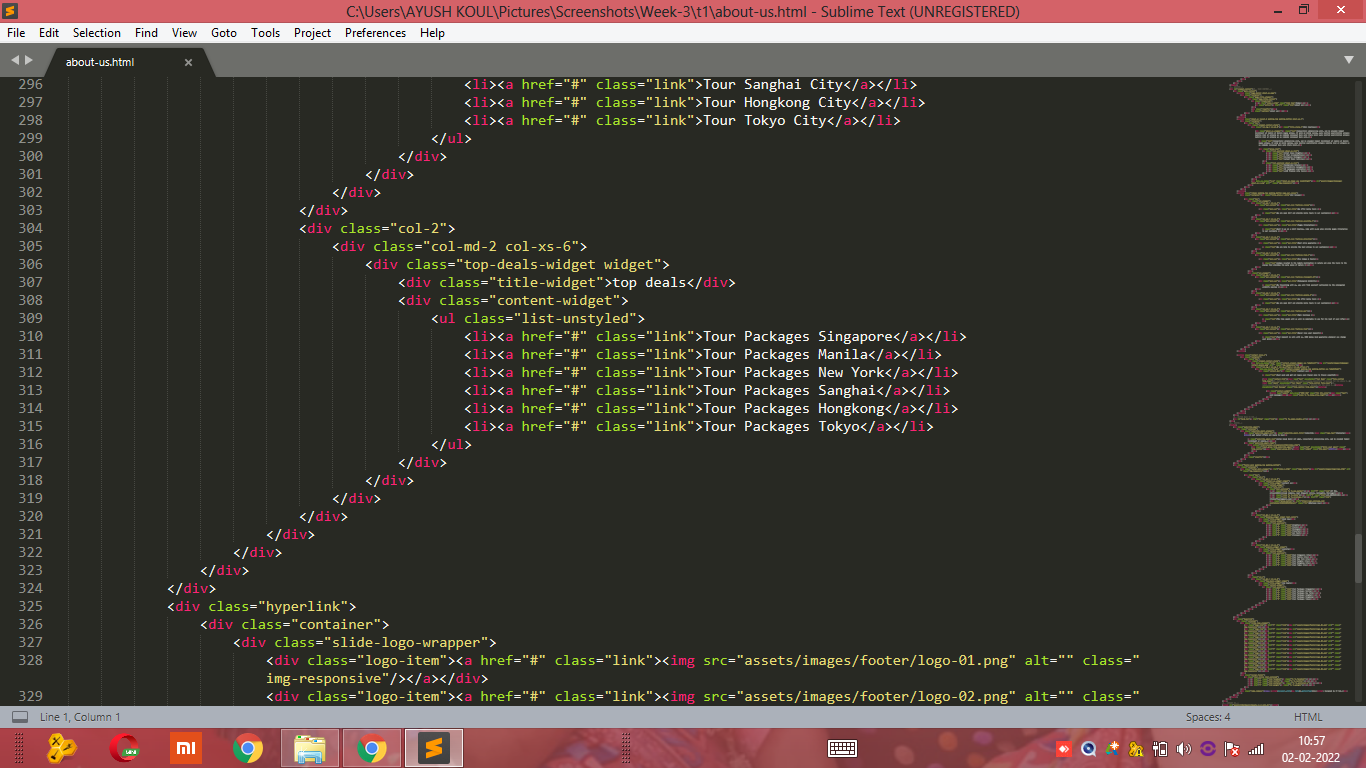 C:\Users\AYUSH KOUL\Pictures\Screenshots\Week-3\t1\about-us.html - Sublime Text (UNREGISTERED)
File Edit Selection Find View Goto Tools Project Preferences Help
about-us.html
296 <li><a href="#" class="link">Tour Sanghai City</a></li>
297 <li><a href="#" class="link">Tour Hongkong City</a></li>
298 <li><a href="#" class="link">Tour Tokyo City</a></li>
299 </ul>
300 </div>
301 </div>
302 </div>
303 </div>
304 <div class="col-2">
305 <div class="col-md-2 col-xs-6">
306 <div class="top-deals-widget widget">
307 <div class="title-widget">top deals</div>
308 <div class="content-widget">
309 <ul class="list-unstyled">
310 <li><a href="#" class="link">Tour Packages Singapore</a></li>
311 <li><a href="#" class="link">Tour Packages Manila</a></li>
312 <li><a href="#" class="link">Tour Packages New York</a></li>
313 <li><a href="#" class="link">Tour Packages Sanghai</a></li>
314 <li><a href="#" class="link">Tour Packages Hongkong</a></li>
315 <li><a href="#" class="link">Tour Packages Tokyo</a></li>
316 </ul>
317 </div>
318 </div>
319 </div>
320 </div>
321 </div>
322 </div>
323 </div>
324 </div>
325 <div class="hyperlink">
326 <div class="container">
327 <div class="slide-logo-wrapper">
328 <div class="logo-item"><a href="#" class="link"><img src="assets/images/footer/logo-01.png" alt="" class="
img-responsive"/></a></div>
329 <div class="logo-item"><a href="#" class="link"><img src="assets/images/footer/logo-02.png" alt="" class="
Line 1, Column 1
Spaces: 4 HTML
mi
10:57
02-02-2022